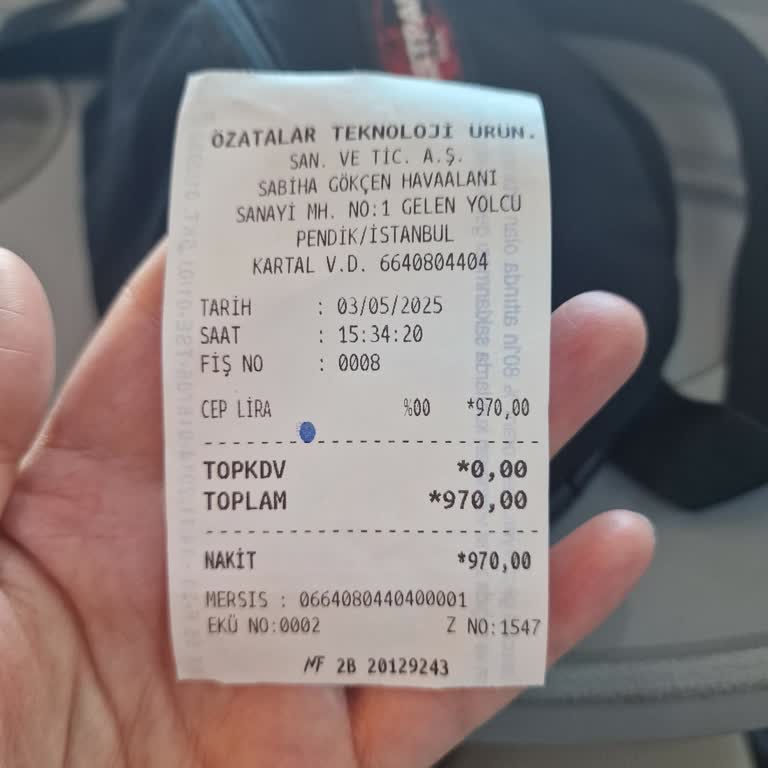 ÖZATALAR TEKNOLOJİ ÜRÜN.
SAN. VE TİC. A.Ş.
SABİHA GÖKÇEN HAVAALANI
SANAYİ MH. NO:1 GELEN YOLCU
PENDİK/İSTANBUL
KARTAL V.D. 6640804404
TARİH : 03/05/2025
SAAT : 15:34:20
FİŞ NO : 0008
CEP LİRA %00 *970,00
TOPKDV *0,00
TOPLAM *970,00
NAKİT *970,00
MERSIS : 0664080440400001
EKÜ NO:0002 Z NO:1547
MF 2B 20129243